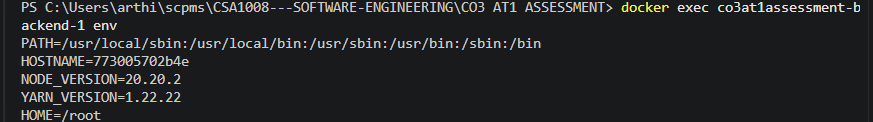 PS C:\Users\arthi\scpms\CSA1008---SOFTWARE-ENGINEERING\CO3 AT1 ASSESSMENT> docker exec co3at1assessment-b
ackend-1 env
PATH=/usr/local/sbin:/usr/local/bin:/usr/sbin:/usr/bin:/sbin:/bin
HOSTNAME=773005702b4e
NODE_VERSION=20.20.2
YARN_VERSION=1.22.22
HOME=/root